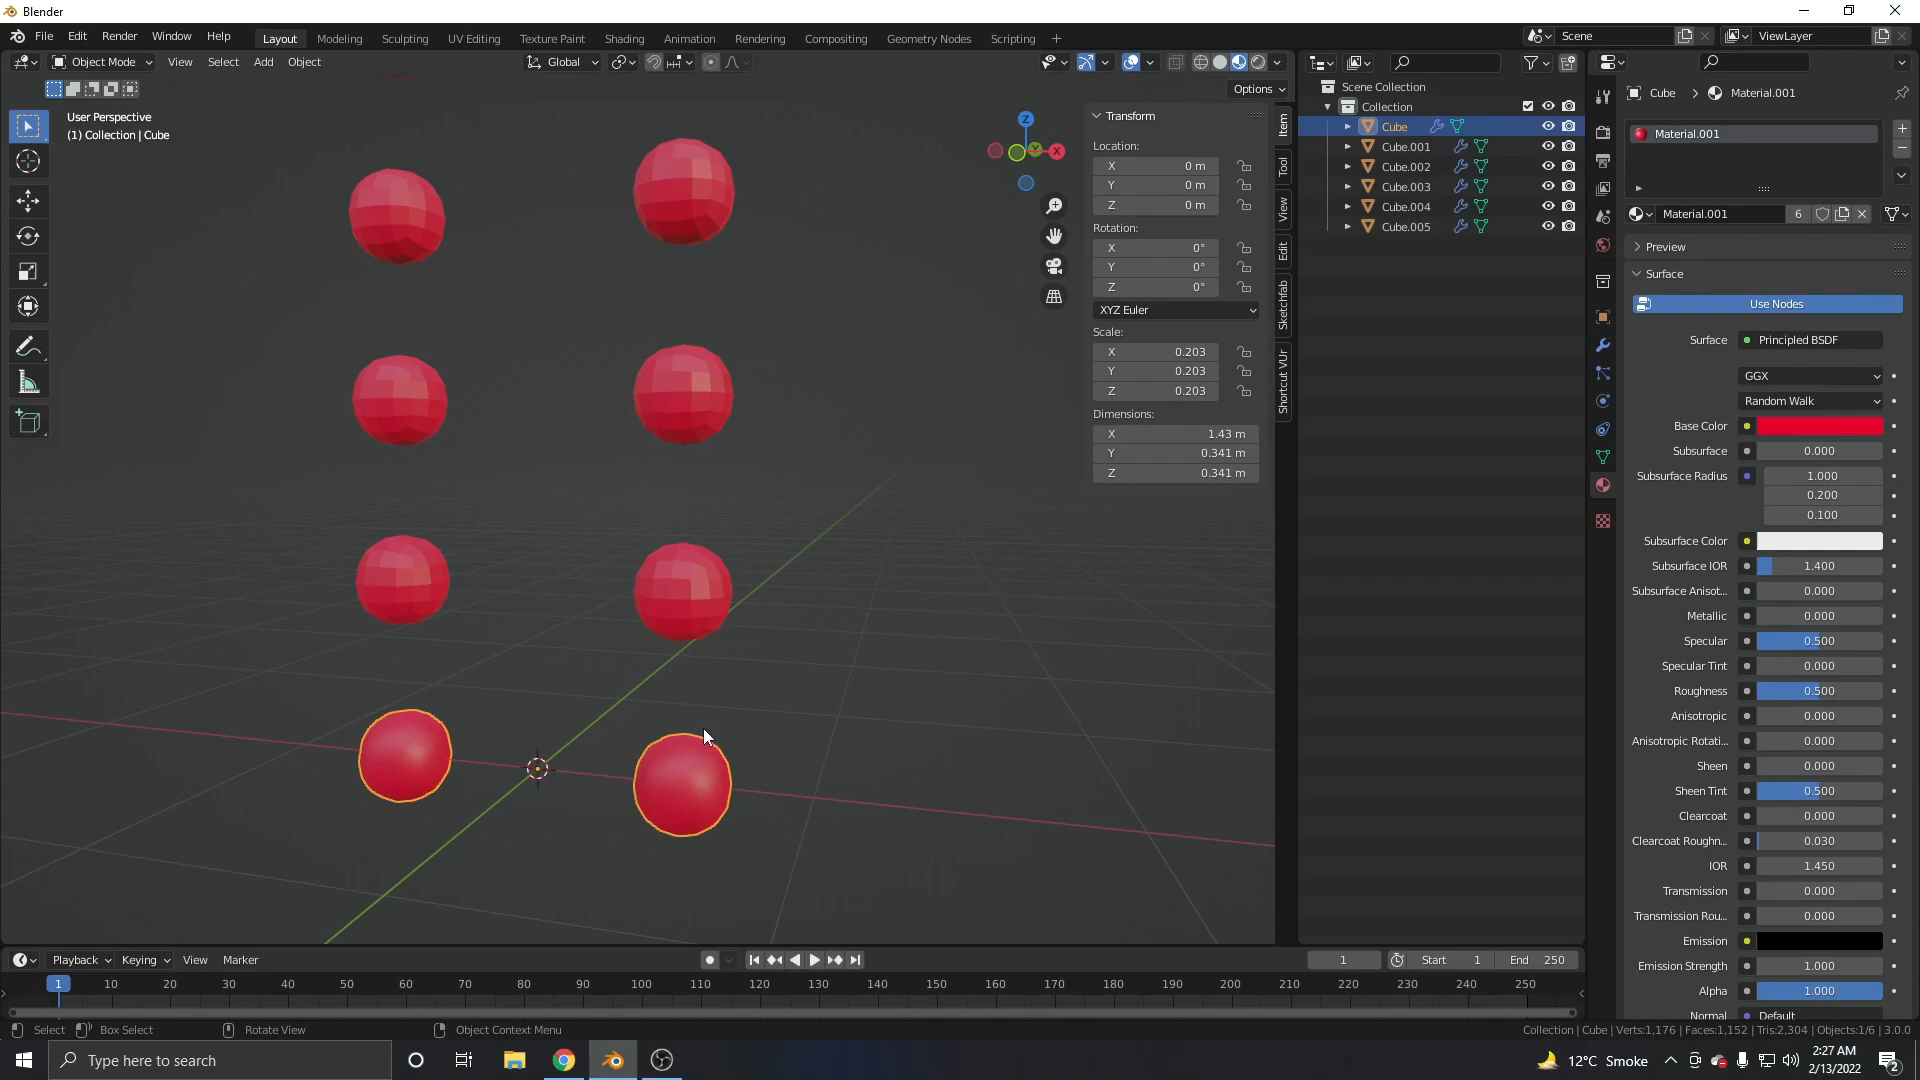 Blender
File Edit Render Window Help
Layout Modeling Sculpting UV Editing Texture Paint Shading Animation Rendering Compositing Geometry Nodes Scripting +
Scene
ViewLayer
Object Mode View Select Add Object
Global
Options
User Perspective
(1) Collection | Cube
Z
X
Y
Transform
Location:
X 0 m
Y 0 m
Z 0 m
Rotation:
X 0°
Y 0°
Z 0°
XYZ Euler
Scale:
X 0.203
Y 0.203
Z 0.203
Dimensions:
X 1.43 m
Y 0.341 m
Z 0.341 m
Item
Tool
View
Edit
Sketchfab
Shortcut VUr
Scene Collection
Collection
Cube
Cube.001
Cube.002
Cube.003
Cube.004
Cube.005
Cube > Material.001
Material.001
Material.001 6
Preview
Surface
Use Nodes
Surface Principled BSDF
GGX
Random Walk
Base Color
Subsurface 0.000
Subsurface Radius 1.000
0.200
0.100
Subsurface Color
Subsurface IOR 1.400
Subsurface Anisot... 0.000
Metallic 0.000
Specular 0.500
Specular Tint 0.000
Roughness 0.500
Anisotropic 0.000
Anisotropic Rotati... 0.000
Sheen 0.000
Sheen Tint 0.500
Clearcoat 0.000
Clearcoat Roughn... 0.030
IOR 1.450
Transmission 0.000
Transmission Rou... 0.000
Emission
Emission Strength 1.000
Alpha 1.000
Normal Default
Playback Keying View Marker
1 Start 1 End 250
1 10 20 30 40 50 60 70 80 90 100 110 120 130 140 150 160 170 180 190 200 210 220 230 240 250
Select Box Select Rotate View Object Context Menu
Collection | Cube | Verts:1,176 | Faces:1,152 | Tris:2,304 | Objects:1/6 | 3.0.0
Type here to search
12°C Smoke
2:27 AM
2/13/2022
2